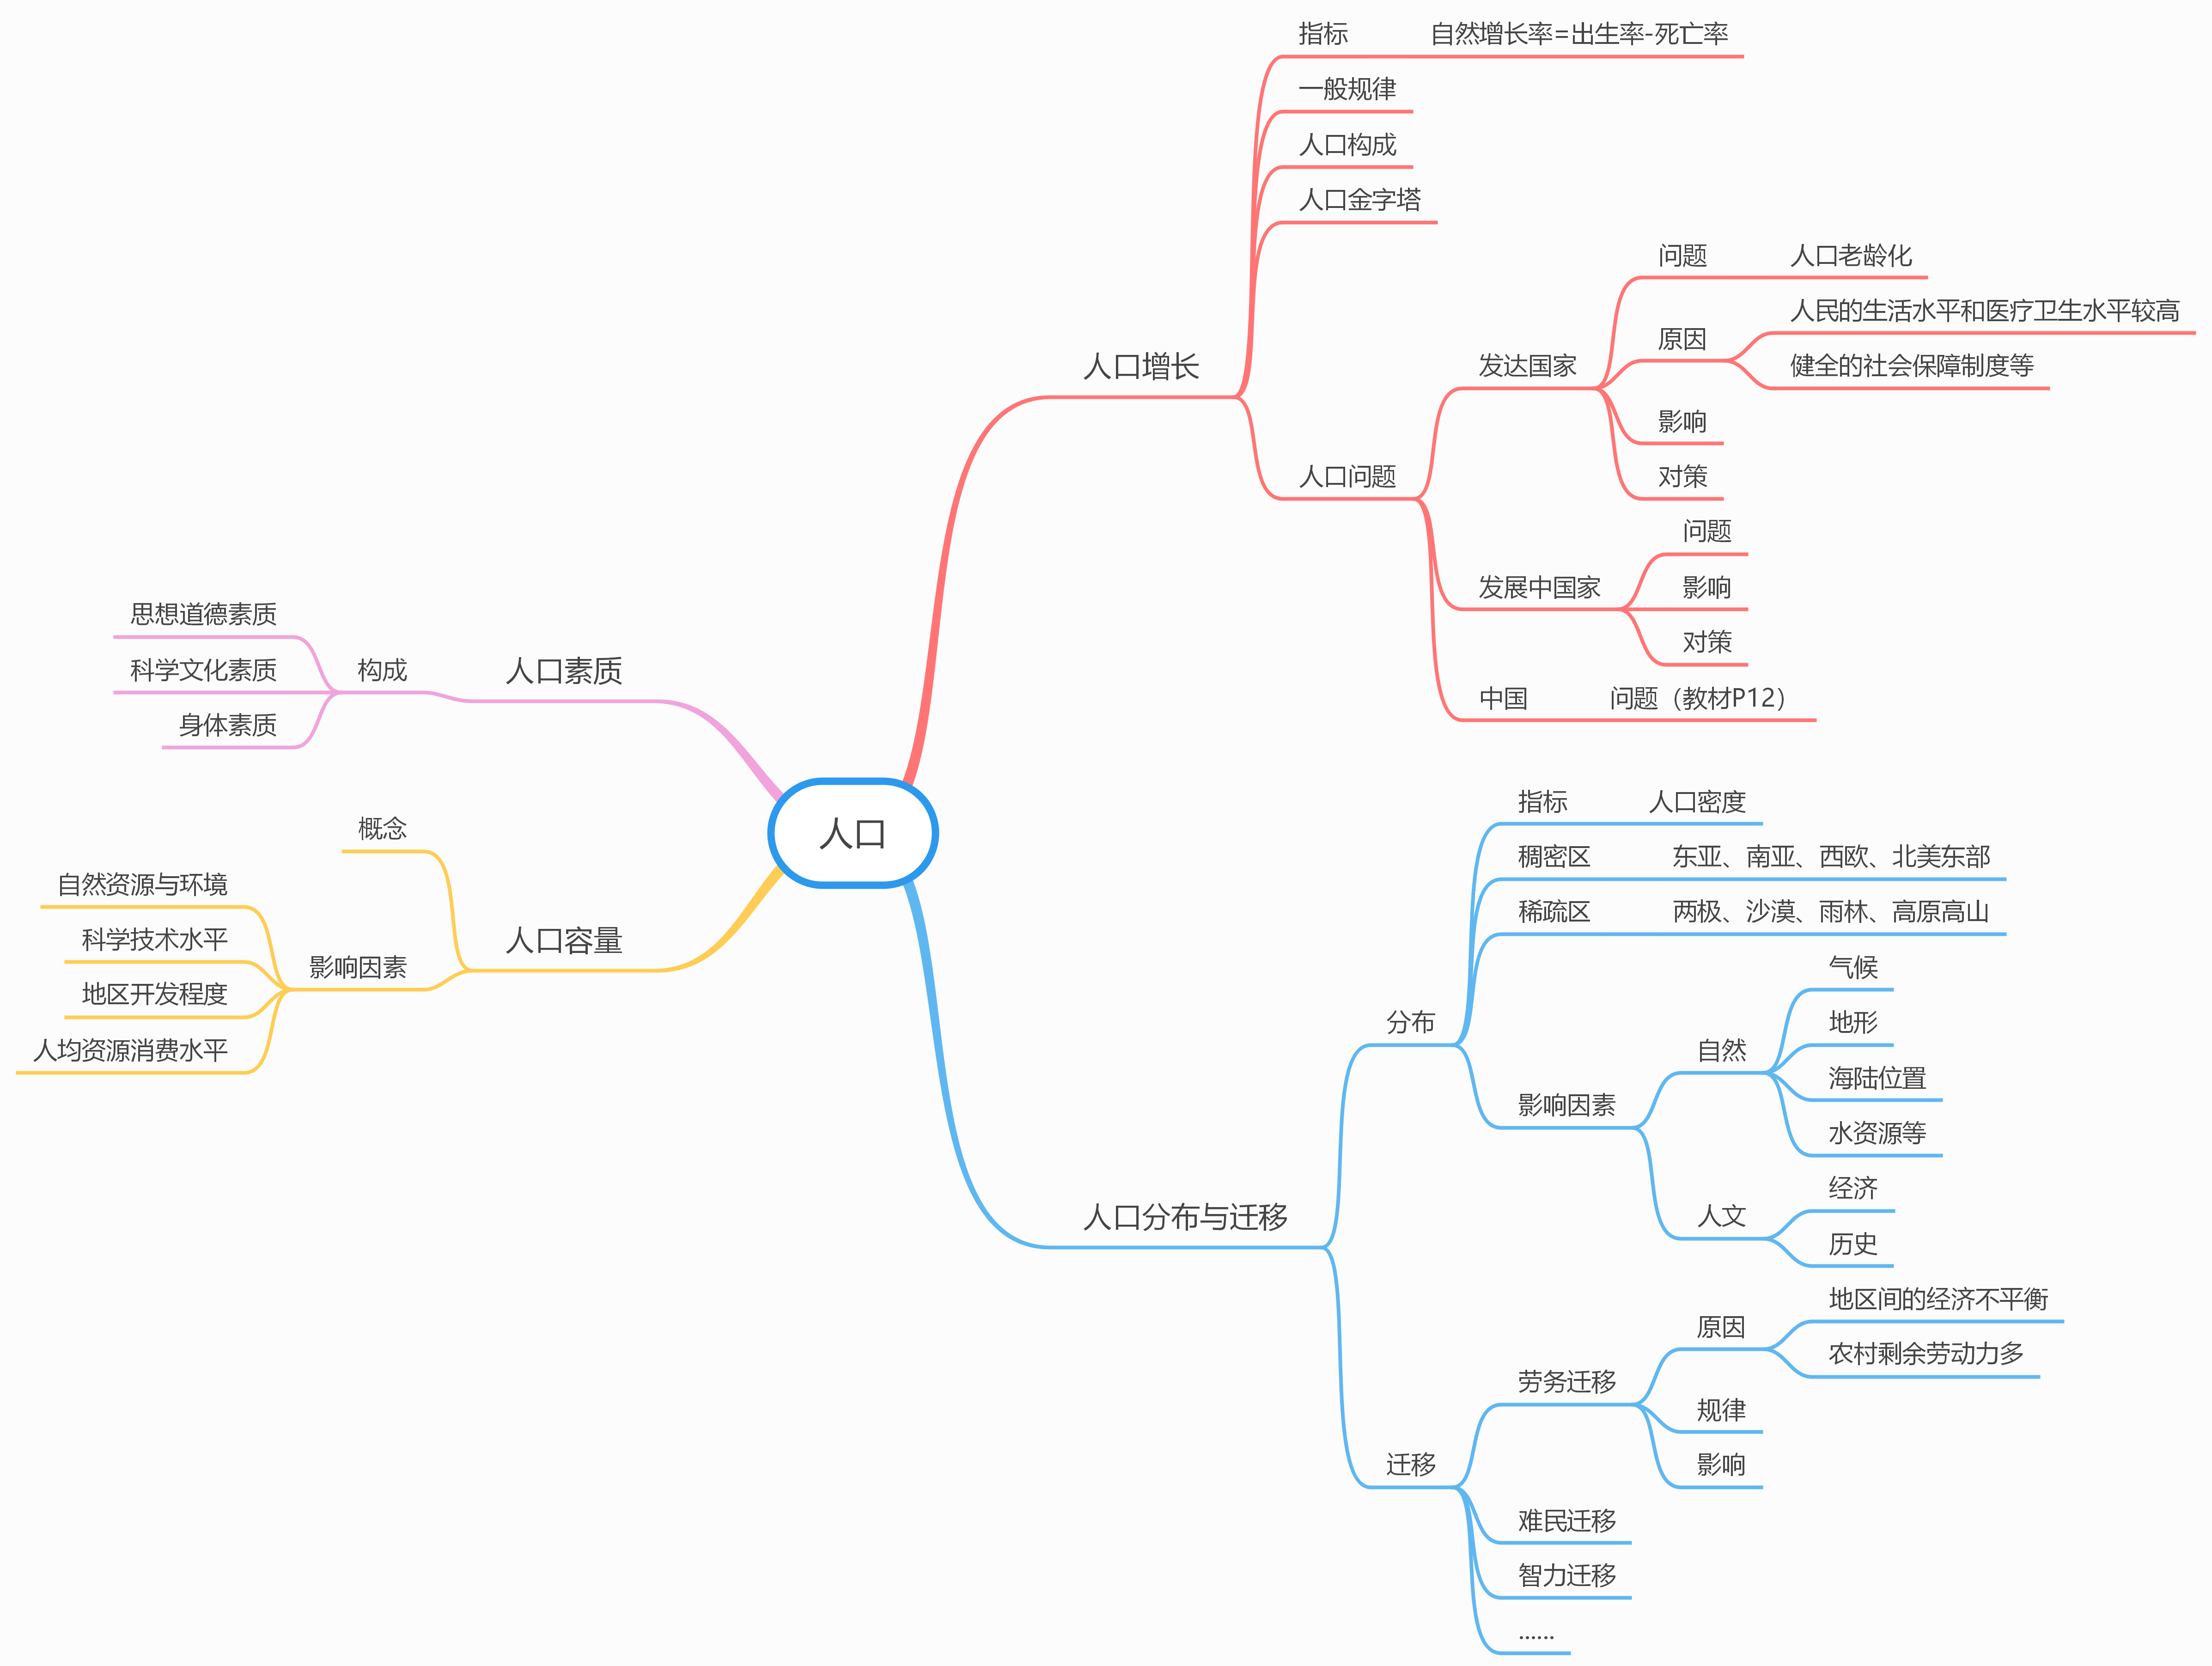 人口
人口增长
指标
自然增长率=出生率-死亡率
一般规律
人口构成
人口金字塔
人口问题
发达国家
问题
人口老龄化
原因
人民的生活水平和医疗卫生水平较高
健全的社会保障制度等
影响
对策
发展中国家
问题
影响
对策
中国
问题（教材P12）
人口分布与迁移
分布
指标
人口密度
稠密区
东亚、南亚、西欧、北美东部
稀疏区
两极、沙漠、雨林、高原高山
影响因素
自然
气候
地形
海陆位置
水资源等
人文
经济
历史
迁移
劳务迁移
原因
地区间的经济不平衡
农村剩余劳动力多
规律
影响
难民迁移
智力迁移
......
人口素质
构成
思想道德素质
科学文化素质
身体素质
人口容量
概念
影响因素
自然资源与环境
科学技术水平
地区开发程度
人均资源消费水平